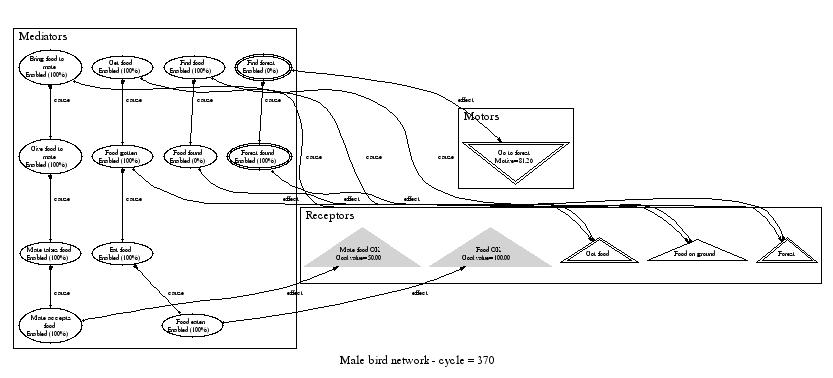 Mediators
Bring food to
mate
Enabled (100%)
Get food
Enabled (100%)
Find food
Enabled (100%)
Find forest
Enabled (0%)
cause
cause
cause
cause
effect
Motors
Go to forest
Motive=81.20
Give food to
mate
Enabled (100%)
Food gotten
Enabled (100%)
Food found
Enabled (0%)
Forest found
Enabled (100%)
cause
cause
cause
cause
cause
cause
effect
effect
effect
Receptors
Mate takes food
Enabled (100%)
Eat food
Enabled (100%)
Mate food OK
Goal value=50.00
Food OK
Goal value=100.00
Got food
Food on ground
Forest
cause
cause
effect
effect
Mate accepts
food
Enabled (100%)
Food eaten
Enabled (100%)
Male bird network - cycle = 370